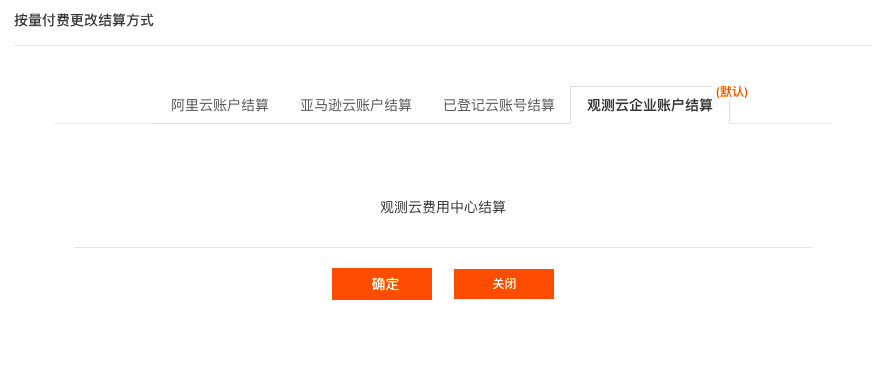 按量付费更改结算方式
阿里云账户结算 亚马逊云账户结算 已登记云账号结算 观测云企业账户结算 (默认)
观测云费用中心结算
确定 关闭